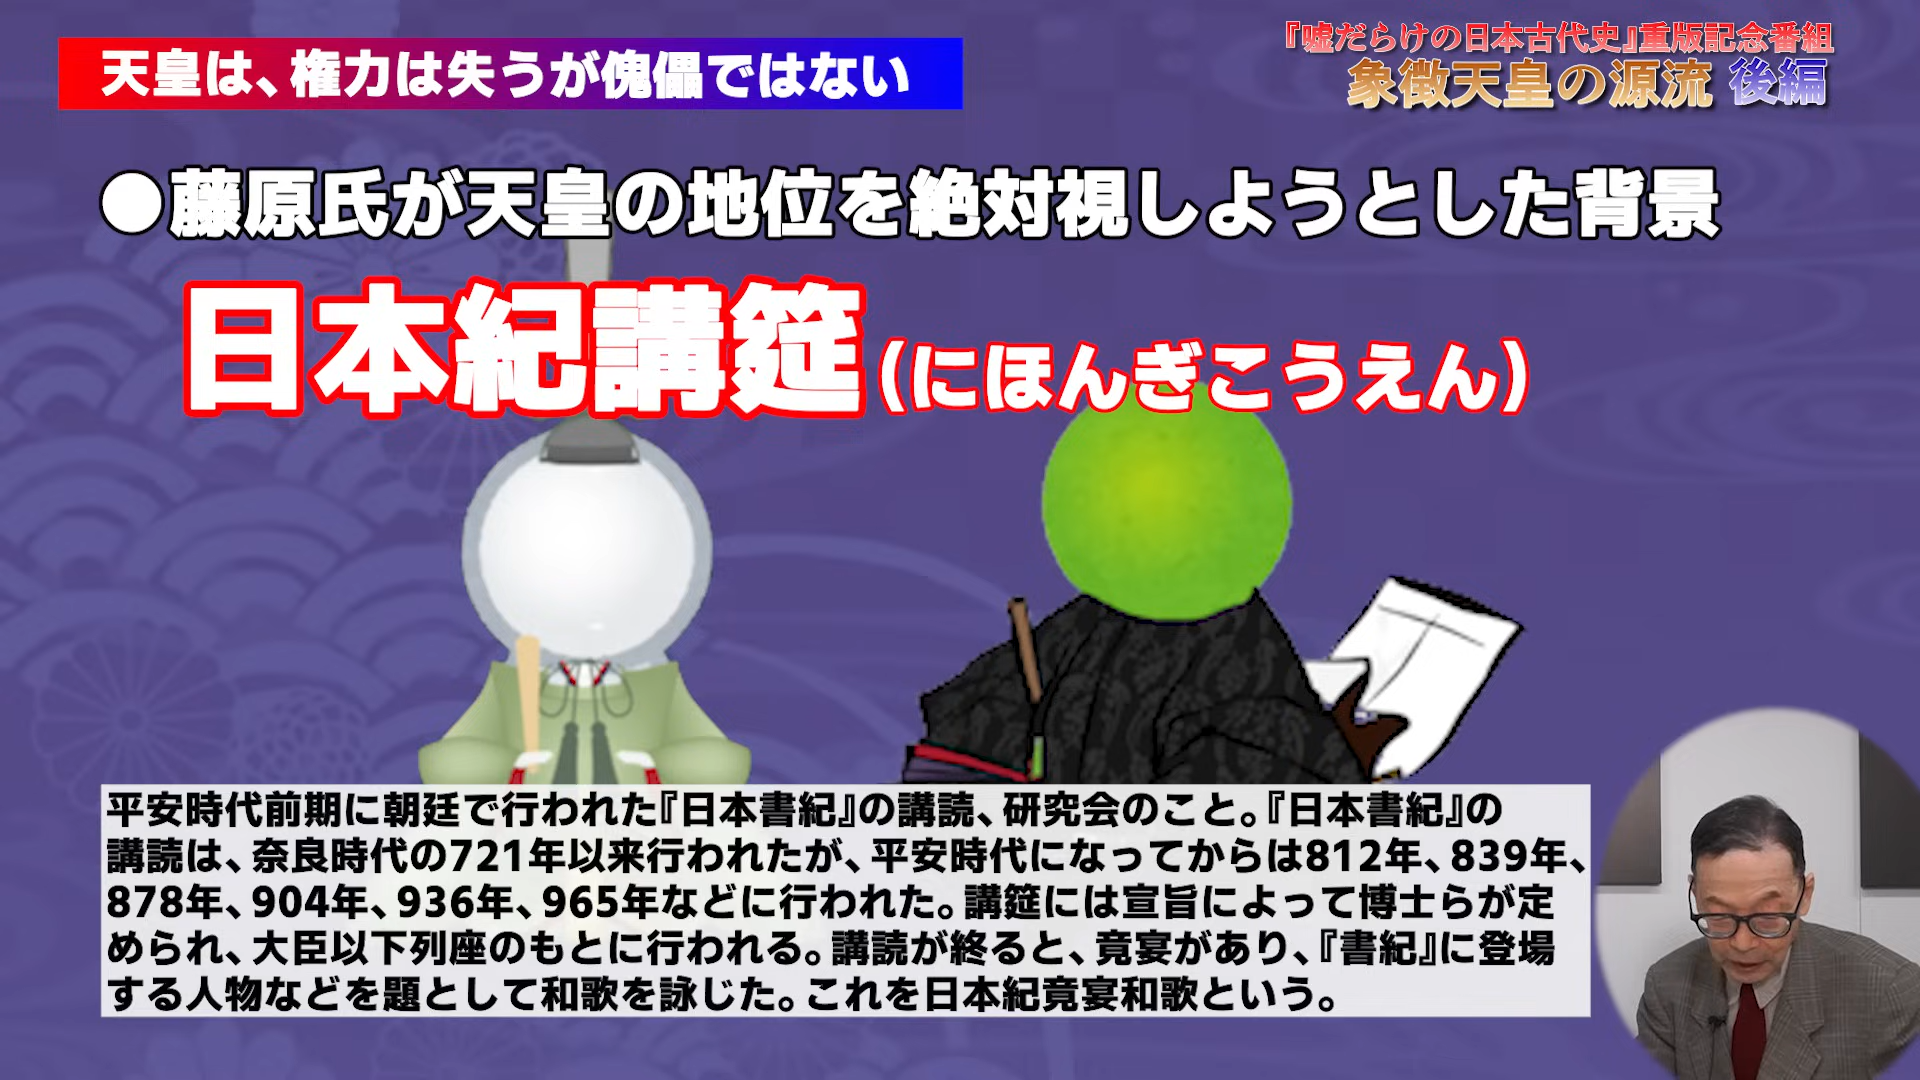 天皇は、権力は失うが傀儡ではない
『嘘だらけの日本古代史』重版記念番組
象徴天皇の源流 後編
●藤原氏が天皇の地位を絶対視しようとした背景
日本紀講筵(にほんぎこうえん)
平安時代前期に朝廷で行われた『日本書紀』の講読、研究会のこと。『日本書紀』の
講読は、奈良時代の721年以来行われたが、平安時代になってからは812年、839年、
878年、904年、936年、965年などに行われた。講筵には宣旨によって博士らが定
められ、大臣以下列座のもとに行われる。講読が終ると、竟宴があり、『書紀』に登場
する人物などを題として和歌を詠じた。これを日本紀竟宴和歌という。